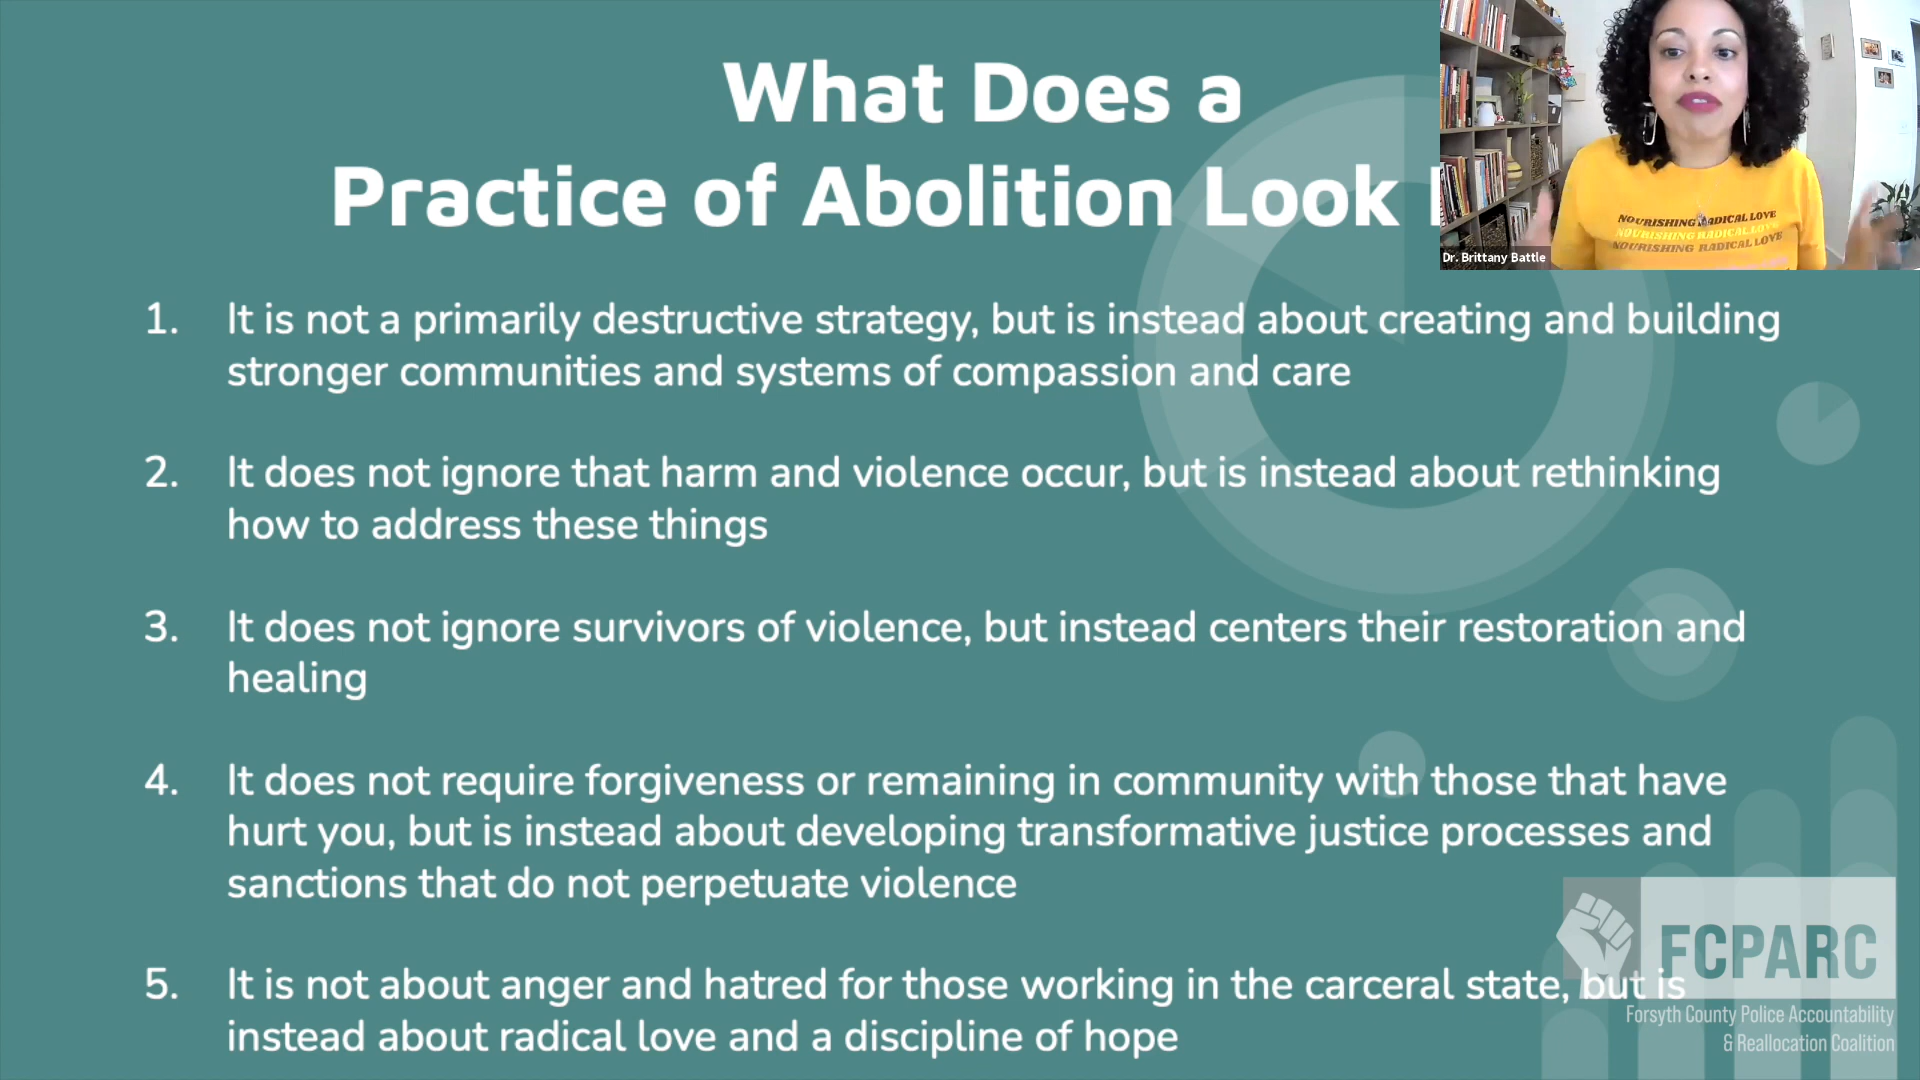 What Does a
Practice of Abolition Look
1. It is not a primarily destructive strategy, but is instead about creating and building
stronger communities and systems of compassion and care
2. It does not ignore that harm and violence occur, but is instead about rethinking
how to address these things
3. It does not ignore survivors of violence, but instead centers their restoration and
healing
4. It does not require forgiveness or remaining in community with those that have
hurt you, but is instead about developing transformative justice processes and
sanctions that do not perpetuate violence
5. It is not about anger and hatred for those working in the carceral state, but is
instead about radical love and a discipline of hope
NOURISHING RADICAL LOVE
NOURISHING RADICAL LOVE
NOURISHING RADICAL LOVE
Dr. Brittany Battle
FCPARC
Forsyth County Police Accountability
& Reallocation Coalition